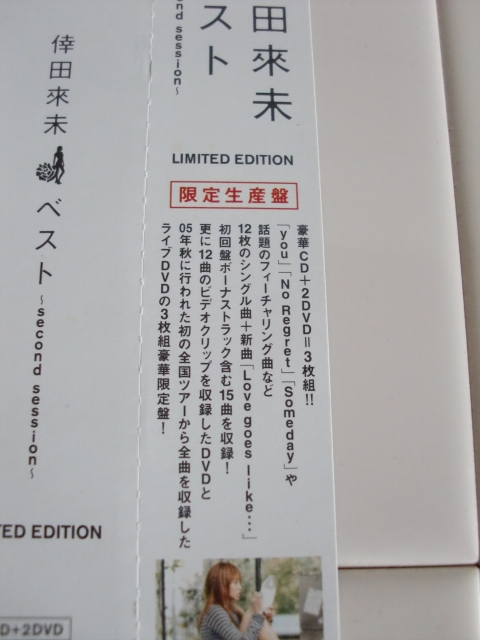 倖田來未
ベスト
~second session~
TED EDITION
D+2DVD
田來未
スト
nd session~
LIMITED EDITION
限定生産盤
豪華CD+2DVD=3枚組!!
「you」「No Regret」「Someday」や
話題のフィーチャリング曲など
12枚のシングル曲+新曲「Love goes like…」
初回盤ボーナストラック含む15曲を収録!
更に12曲のビデオクリップを収録したDVDと
05年秋に行われた初の全国ツアーから全曲を収録した
ライブDVDの3枚組豪華限定盤!